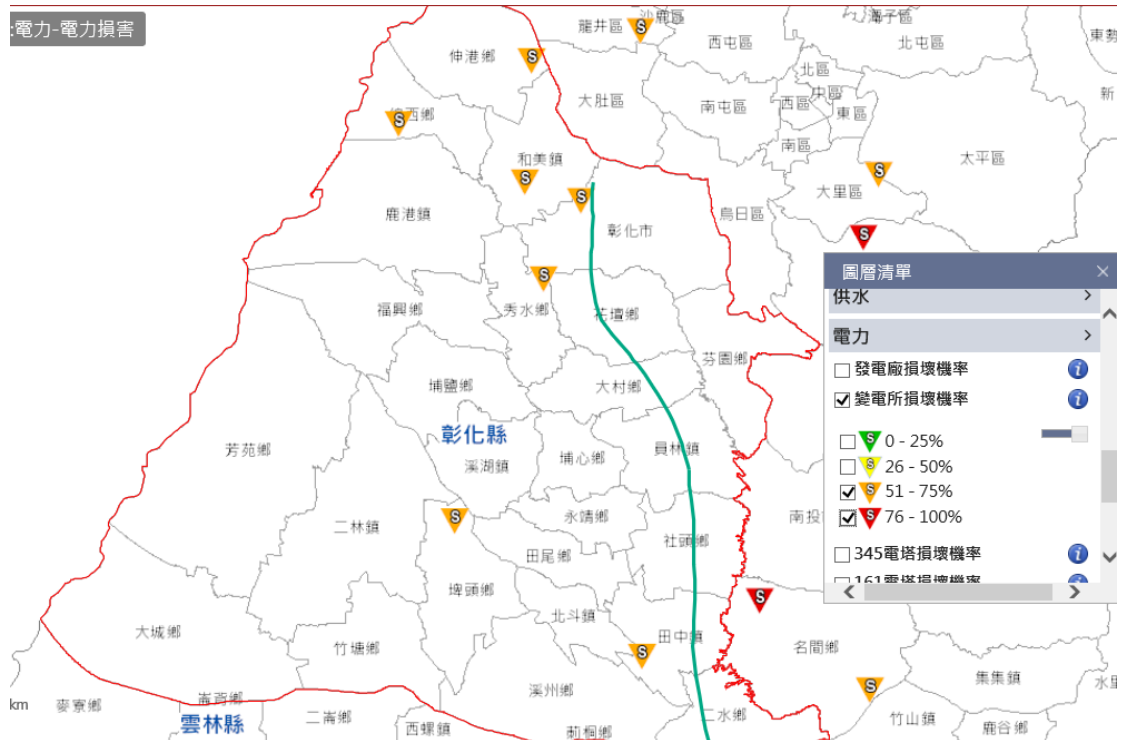 :電力-電力損害
龍井區
沙鹿區
潭子區
伸港鄉
西屯區
北屯區
東勢
北區
大肚區
南屯區
西區
中區
東區
新
西鄉
南區
和美鎮
太平區
大里區
鹿港鎮
烏日區
彰化市
福興鄉
秀水鄉
花壇鄉
芬園鄉
埔鹽鄉
大村鄉
彰化縣
芳苑鄉
溪湖鎮
埔心鄉
員林鎮
二林鎮
永靖鄉
南投
田尾鄉
社頭鄉
埤頭鄉
北斗鎮
大城鄉
竹塘鄉
田中鎮
名間鄉
溪州鄉
集集鎮
水里
km
麥寮鄉
崙背鄉
雲林縣
二崙鄉
西螺鎮
莿桐鄉
二水鄉
竹山鎮
鹿谷鄉
S
S
S
S
S
S
S
S
S
S
S
S
圖層清單 ×
供水 >
電力 >
發電廠損壞機率 i
變電所損壞機率 i
S 0 - 25%
S 26 - 50%
S 51 - 75%
S 76 - 100%
345電塔損壞機率 i
161電塔損壞機率